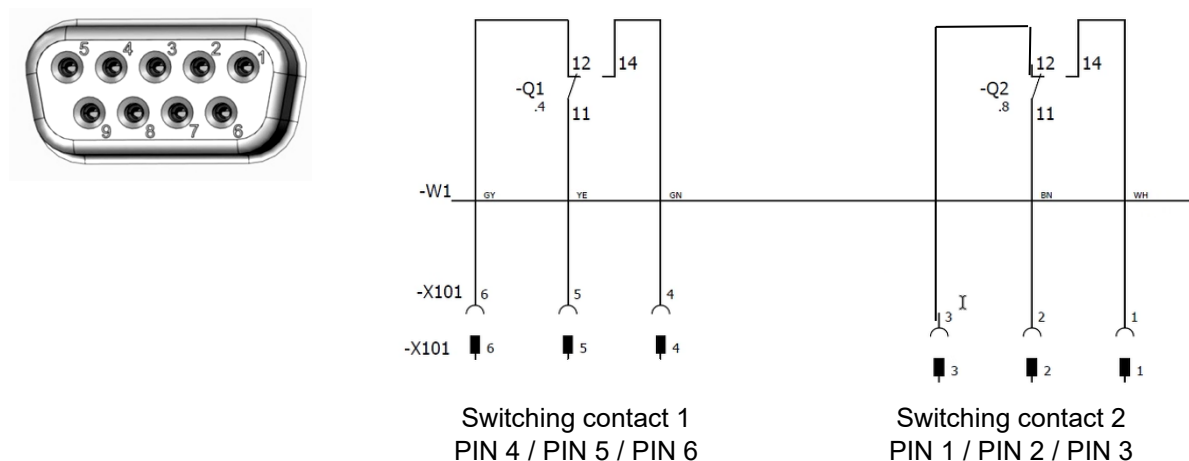 5 4 3 2 1
9 8 7 6
12 14
-Q1
.4
11
12 14
-Q2
.8
11
-W1 GY YE GN BN WH
-X101 6 5 4
3 2 1
-X101 6 5 4
3 2 1
Switching contact 1
PIN 4 / PIN 5 / PIN 6
Switching contact 2
PIN 1 / PIN 2 / PIN 3